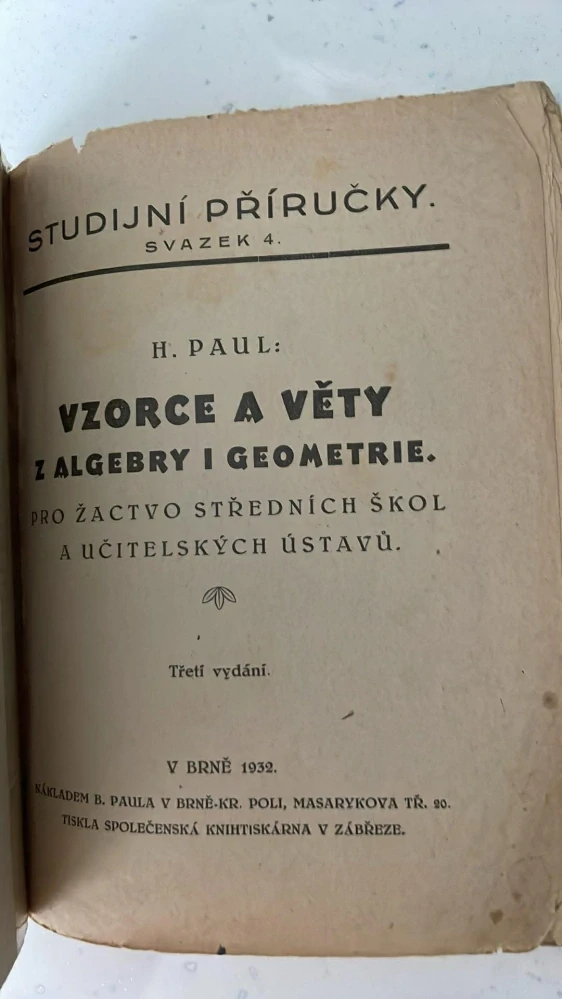 STUDIJNÍ PŘÍRUČKY.
SVAZEK 4.
H. PAUL:
VZORCE A VĚTY
Z ALGEBRY I GEOMETRIE.
PRO ŽACTVO STŘEDNÍCH ŠKOL
A UČITELSKÝCH ÚSTAVŮ.
Třetí vydání.
V BRNĚ 1932.
NÁKLADEM B. PAULA V BRNĚ-KR. POLI, MASARYKOVA TŘ. 20.
TISKLA SPOLEČENSKÁ KNIHTISKÁRNA V ZÁBŘEZE.